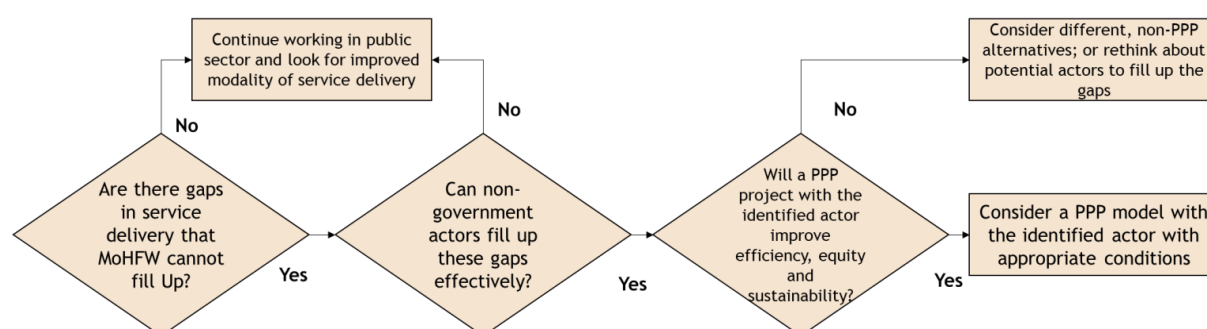 Continue working in public
sector and look for improved
modality of service delivery
Consider different, non-PPP
alternatives; or rethink about
potential actors to fill up the
gaps
No
No
No
Are there gaps
in service
delivery that
MoHFW cannot
fill Up?
Yes
Can non-
government
actors fill up
these gaps
effectively?
Yes
Will a PPP
project with the
identified actor
improve
efficiency, equity
and
sustainability?
Yes
Consider a PPP model with
the identified actor with
appropriate conditions